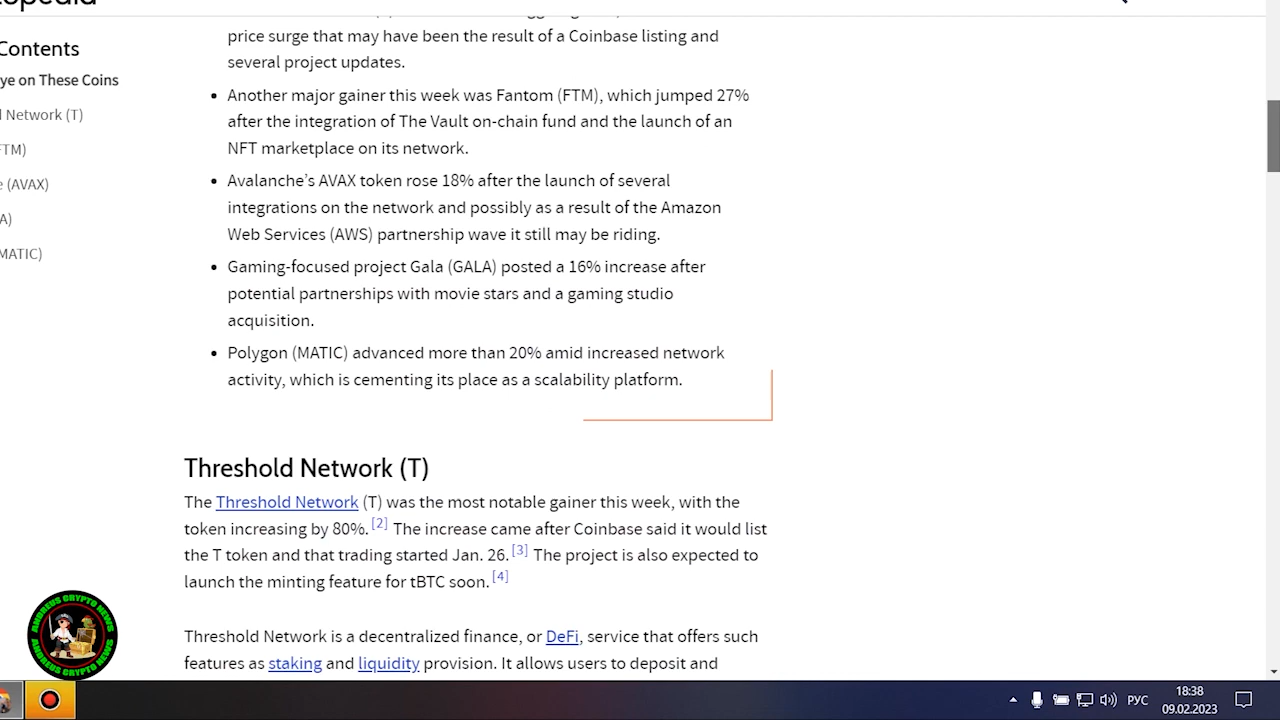 opedia
Contents
ye on These Coins
l Network (T)
FTM)
e (AVAX)
A)
MATIC)
price surge that may have been the result of a Coinbase listing and
several project updates.
• Another major gainer this week was Fantom (FTM), which jumped 27%
after the integration of The Vault on-chain fund and the launch of an
NFT marketplace on its network.
• Avalanche’s AVAX token rose 18% after the launch of several
integrations on the network and possibly as a result of the Amazon
Web Services (AWS) partnership wave it still may be riding.
• Gaming-focused project Gala (GALA) posted a 16% increase after
potential partnerships with movie stars and a gaming studio
acquisition.
• Polygon (MATIC) advanced more than 20% amid increased network
activity, which is cementing its place as a scalability platform.
Threshold Network (T)
The Threshold Network (T) was the most notable gainer this week, with the
token increasing by 80%. [2] The increase came after Coinbase said it would list
the T token and that trading started Jan. 26. [3] The project is also expected to
launch the minting feature for tBTC soon. [4]
Threshold Network is a decentralized finance, or DeFi, service that offers such
features as staking and liquidity provision. It allows users to deposit and
ANDREUS CRYPTO NEWS
ANDREUS CRYPTO NEWS
РУС
18:38
09.02.2023